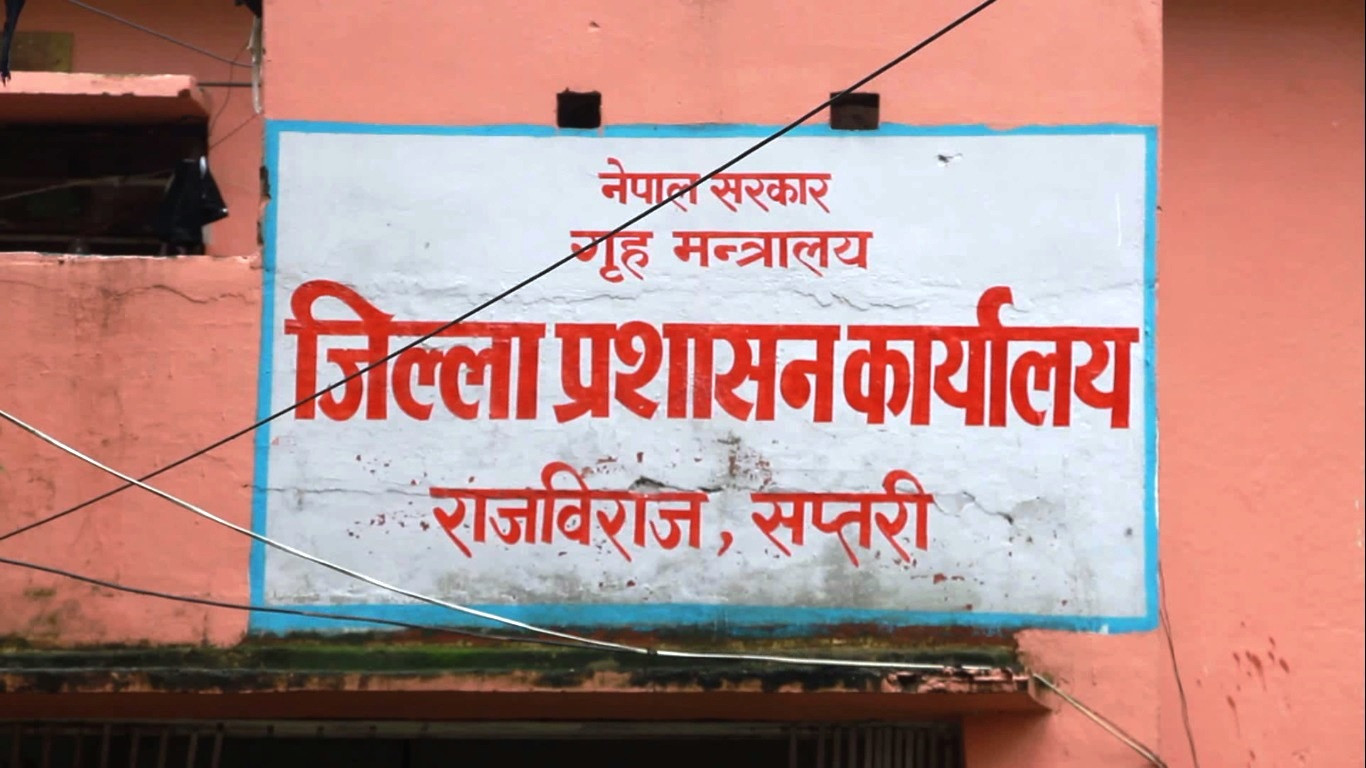 नेपाल सरकार
गृह मन्त्रालय
जिल्ला प्रशासन कार्यालय
राजविराज, सप्तरी